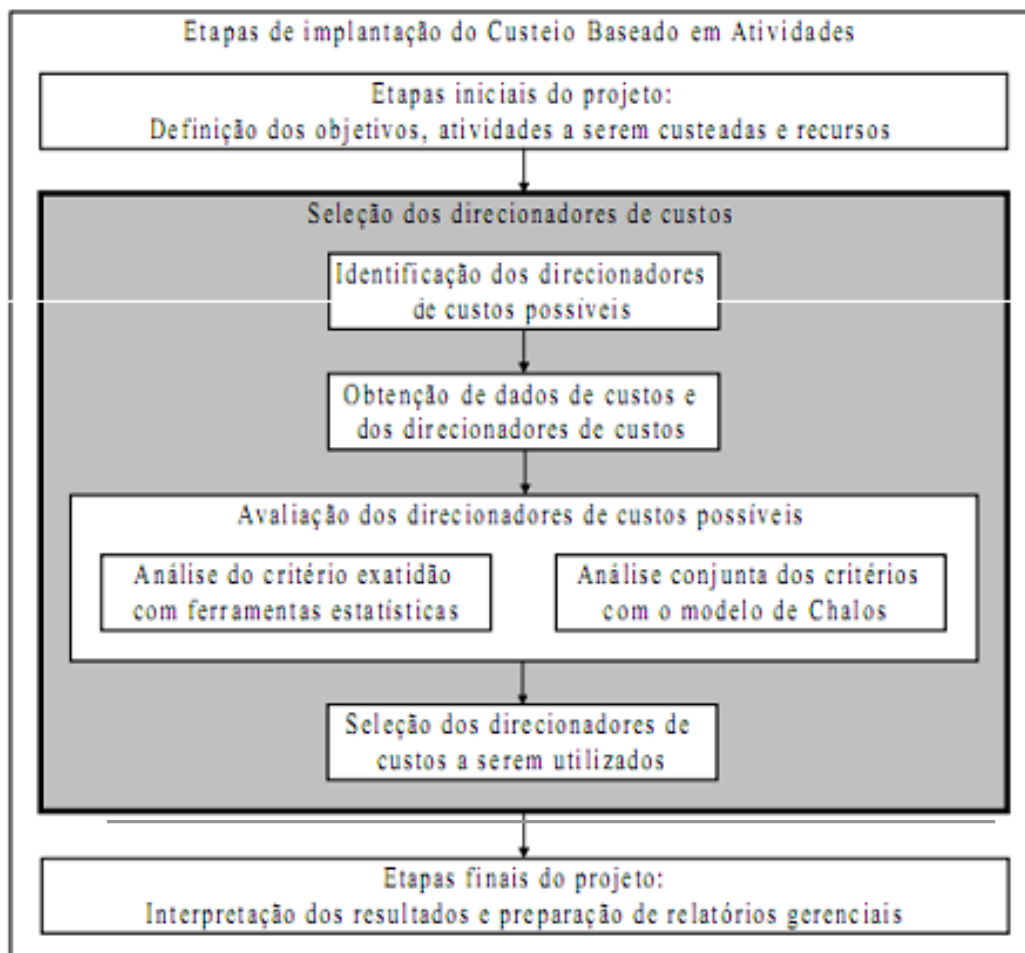 Etapas de implantação do Custeio Baseado em Atividades
Etapas iniciais do projeto:
Definição dos objetivos, atividades a serem custeadas e recursos
Seleção dos direcionadores de custos
Identificação dos direcionadores
de custos possíveis
Obtenção de dados de custos e
dos direcionadores de custos
Avaliação dos direcionadores de custos possíveis
Análise do critério exatidão
com ferramentas estatísticas
Análise conjunta dos critérios
com o modelo de Chalos
Seleção dos direcionadores de
custos a serem utilizados
Etapas finais do projeto:
Interpretação dos resultados e preparação de relatórios gerenciais